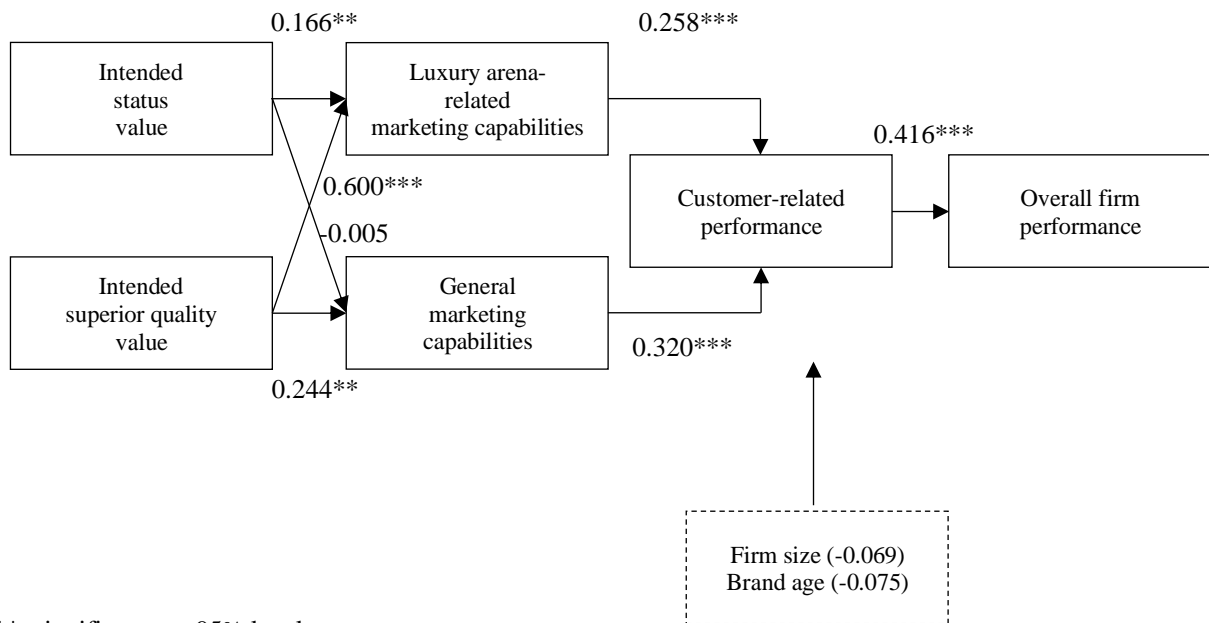 0.166**
0.258***
Intended
status
value
Luxury arena-
related
marketing capabilities
0.416***
0.600***
-0.005
Customer-related
performance
Overall firm
performance
Intended
superior quality
value
General
marketing
capabilities
0.320***
0.244**
Firm size (-0.069)
Brand age (-0.075)